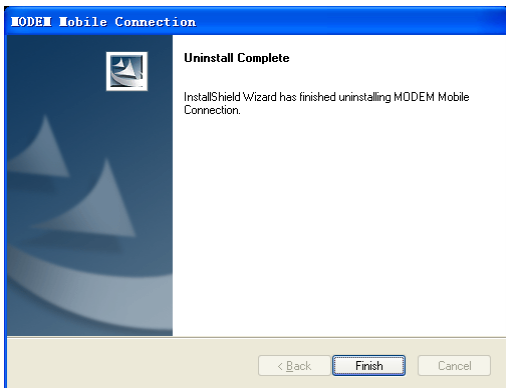 MODEM Mobile Connection
Uninstall Complete
InstallShield Wizard has finished uninstalling MODEM Mobile
Connection.
< Back Finish Cancel